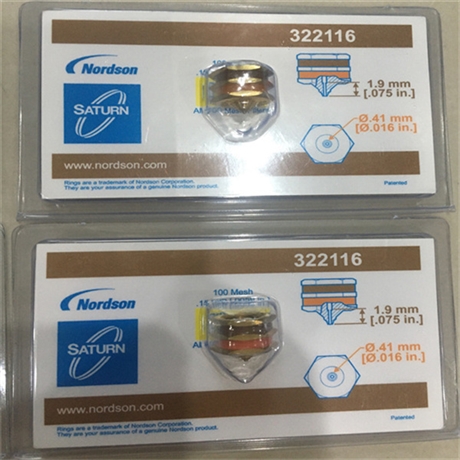 322116
Nordson
SATURN
1.9 mm
[.075 in.]
Ø.41 mm
[Ø.016 in.]
www.nordson.com
Rings are a trademark of Nordson Corporation.
They are your assurance of a genuine Nordson product.
Patented
322116
Nordson
100 Mesh
SATURN
1.9 mm
[.075 in.]
Ø.41 mm
[Ø.016 in.]
www.nordson.com
Rings are a trademark of Nordson Corporation.
They are your assurance of a genuine Nordson product.
Patented